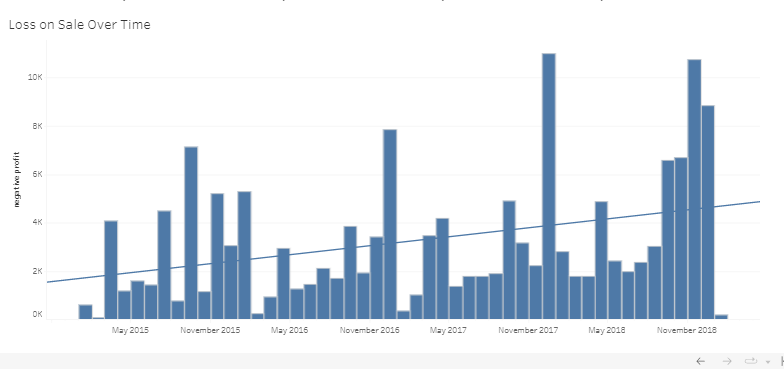 Loss on Sale Over Time
10K
8K
6K
4K
2K
0K
negative profit
May 2015 November 2015 May 2016 November 2016 May 2017 November 2017 May 2018 November 2018